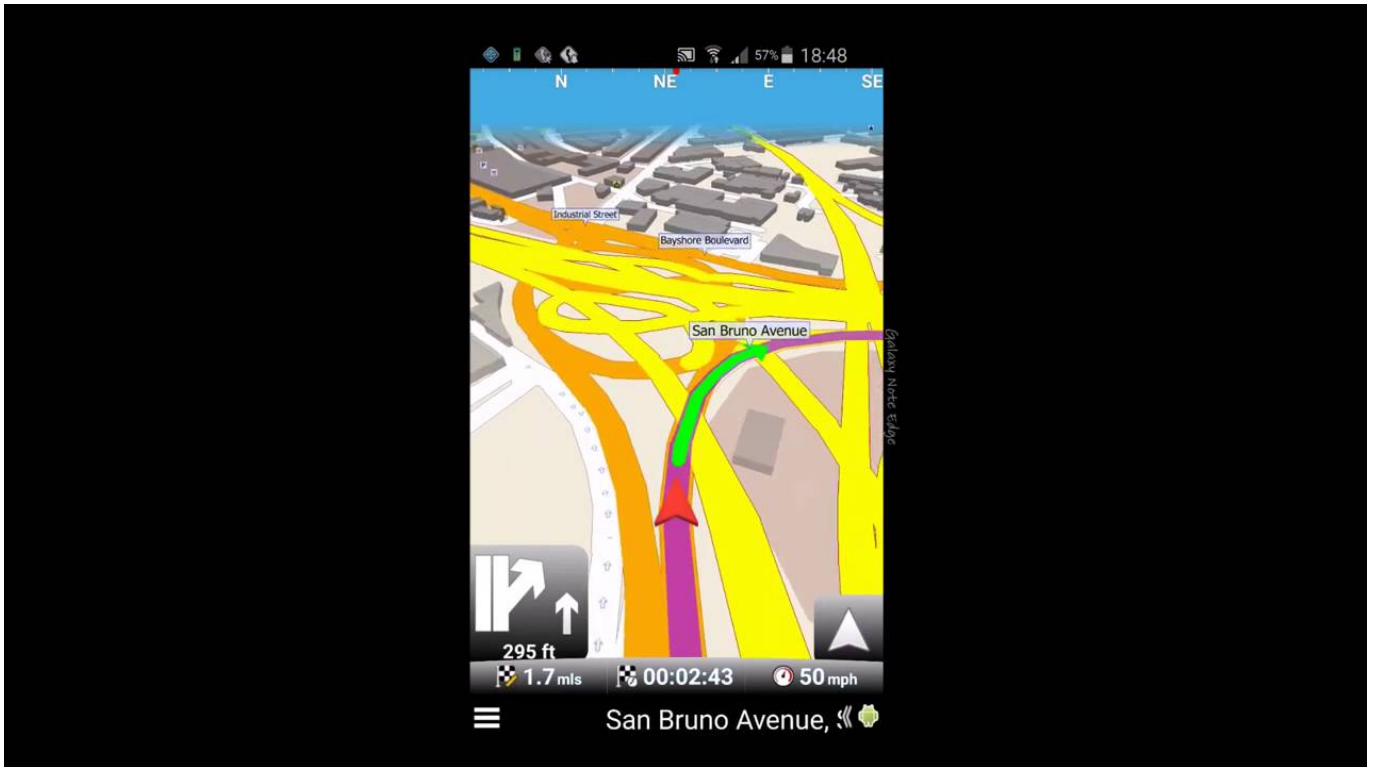 57% 18:48
N NE E SE
Industrial Street
Bayshore Boulevard
San Bruno Avenue
Galaxy Note Edge
295 ft
1.7 mls 00:02:43 50 mph
San Bruno Avenue,